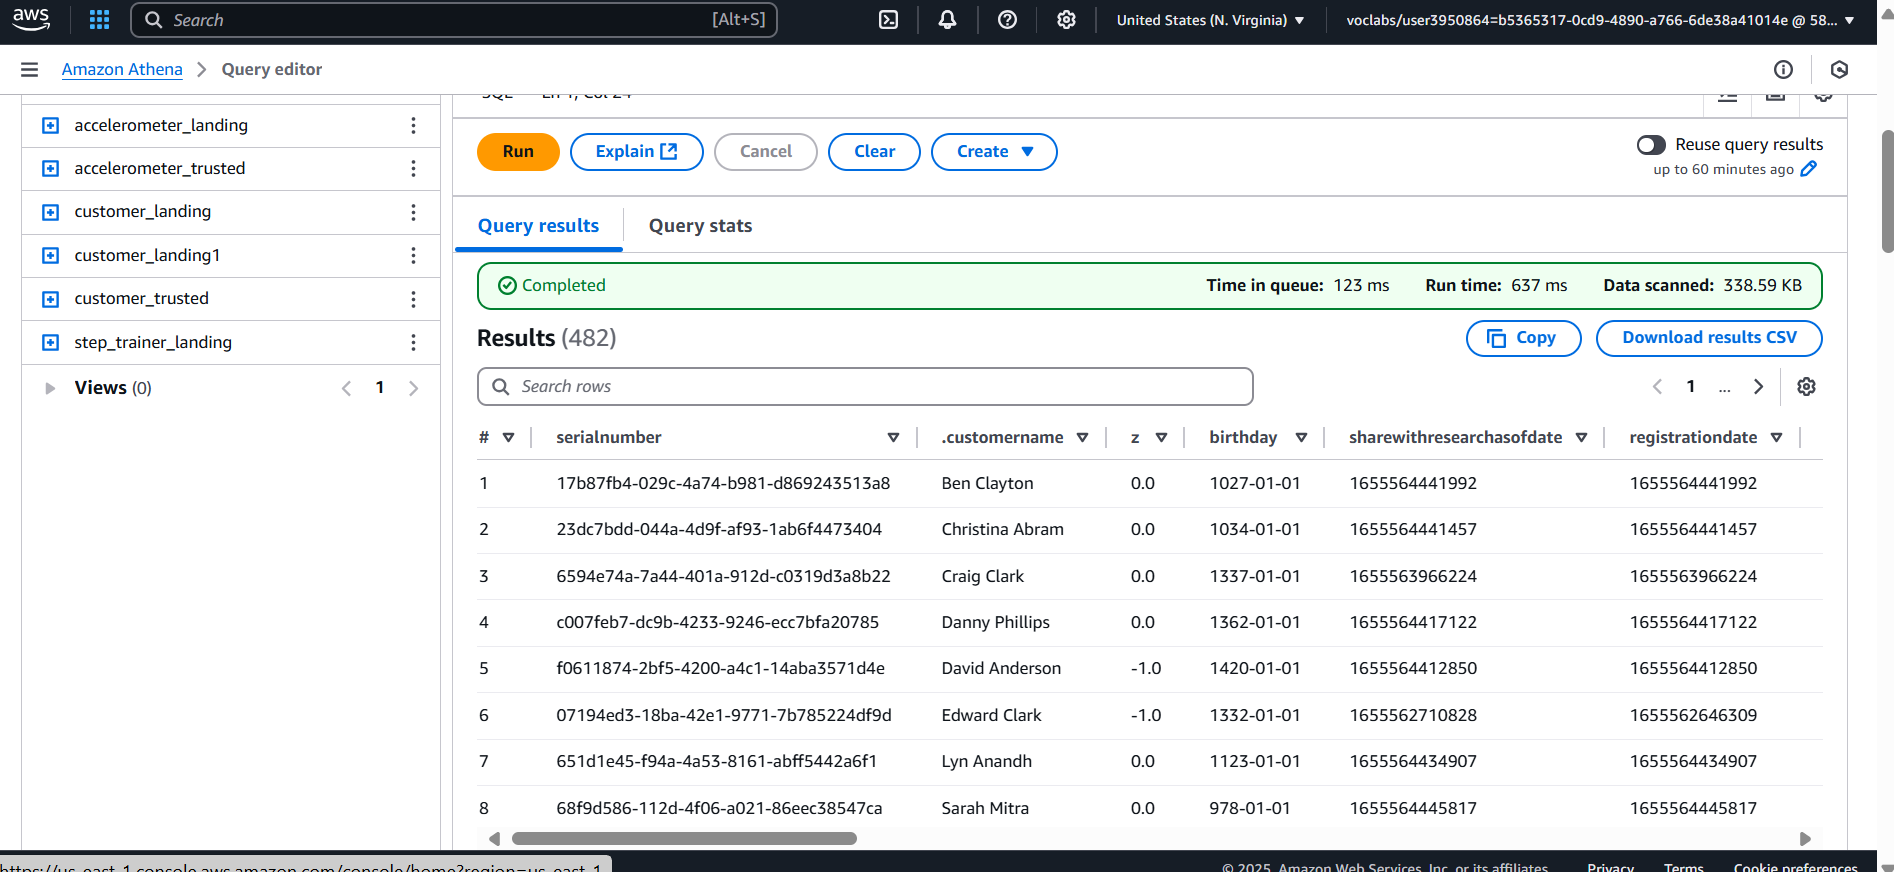 aws
Search [Alt+S]
United States (N. Virginia)
voclabs/user3950864=b5365317-0cd9-4890-a766-6de38a41014e @ 58...
Amazon Athena > Query editor
accelerometer_landing
accelerometer_trusted
customer_landing
customer_landing1
customer_trusted
step_trainer_landing
Views (0)
1
SQL Ln 1, Col 24
Run
Explain
Cancel
Clear
Create
Reuse query results
up to 60 minutes ago
Query results
Query stats
Completed
Time in queue: 123 ms
Run time: 637 ms
Data scanned: 338.59 KB
Results (482)
Copy
Download results CSV
Search rows
1 ...
# serialnumber .customername z birthday sharewithresearchasofdate registrationdate
1 17b87fb4-029c-4a74-b981-d869243513a8 Ben Clayton 0.0 1027-01-01 1655564441992 1655564441992
2 23dc7bdd-044a-4d9f-af93-1ab6f4473404 Christina Abram 0.0 1034-01-01 1655564441457 1655564441457
3 6594e74a-7a44-401a-912d-c0319d3a8b22 Craig Clark 0.0 1337-01-01 1655563966224 1655563966224
4 c007feb7-dc9b-4233-9246-ecc7bfa20785 Danny Phillips 0.0 1362-01-01 1655564417122 1655564417122
5 f0611874-2bf5-4200-a4c1-14aba3571d4e David Anderson -1.0 1420-01-01 1655564412850 1655564412850
6 07194ed3-18ba-42e1-9771-7b785224df9d Edward Clark -1.0 1332-01-01 1655562710828 1655562646309
7 651d1e45-f94a-4a53-8161-abff5442a6f1 Lyn Anandh 0.0 1123-01-01 1655564434907 1655564434907
8 68f9d586-112d-4f06-a021-86eec38547ca Sarah Mitra 0.0 978-01-01 1655564445817 1655564445817
https://us-east-1.console.aws.amazon.com/console/home?region=us-east-1
© 2025, Amazon Web Services, Inc. or its affiliates.
Privacy
Terms
Cookie preferences